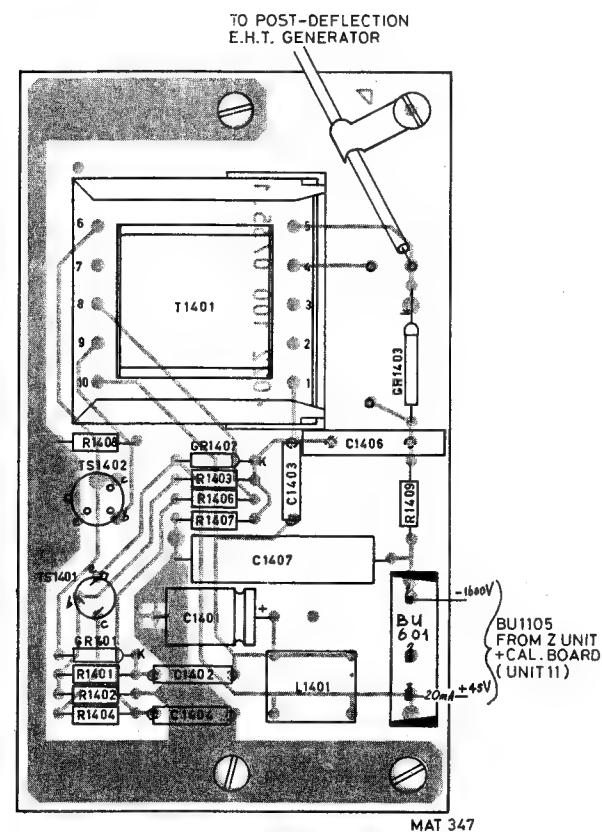 TO POST-DEFLECTION
E.H.T. GENERATOR
6
5
7
4
8
3
T1401
9
2
10
1
K
GR1403
R1408
GR1402
K
C1406
TS1402
R1403
C1403
c
R1406
b
R1407
R1409
C1407
TS1401
b
c
C1401
+
BU
601
-1600V
BU1105
FROM Z UNIT
+CAL. BOARD
(UNIT 11)
GR1401
K
R1401
C1402
L1401
R1402
20mA
+48V
R1404
C1404
MAT 347